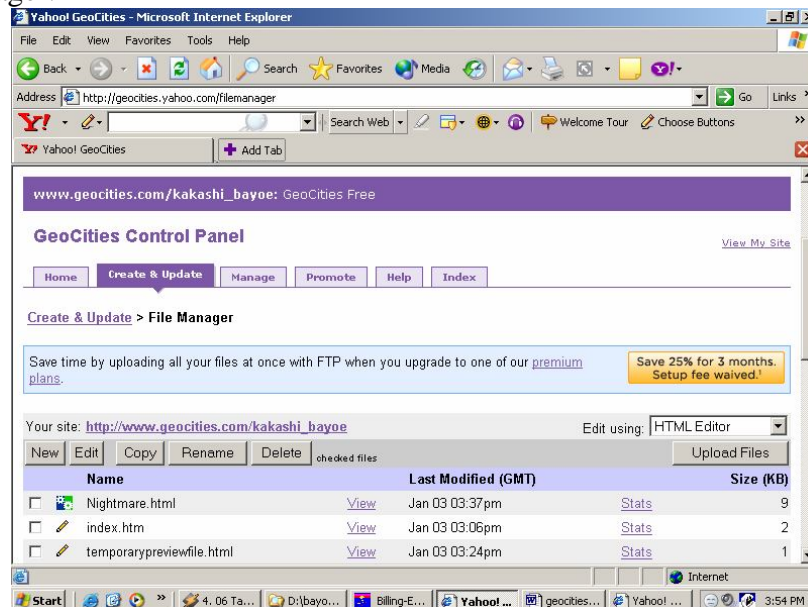 Yahoo! GeoCities - Microsoft Internet Explorer
File Edit View Favorites Tools Help
Back Search Favorites Media
Address http://geocities.yahoo.com/filemanager Go Links
Y! Search Web Welcome Tour Choose Buttons
Yahoo! GeoCities Add Tab
www.geocities.com/kakashi_bayoe: GeoCities Free
GeoCities Control Panel
View My Site
Home Create & Update Manage Promote Help Index
Create & Update > File Manager
Save time by uploading all your files at once with FTP when you upgrade to one of our premium
plans.
Save 25% for 3 months.
Setup fee waived.¹
Your site: http://www.geocities.com/kakashi_bayoe Edit using: HTML Editor
New Edit Copy Rename Delete checked files Upload Files
Name Last Modified (GMT) Size (KB)
Nightmare.html View Jan 03 03:37pm Stats 9
index.htm View Jan 03 03:06pm Stats 2
temporarypreviewfile.html View Jan 03 03:24pm Stats 1
Internet
Start 4. 06 Ta... D:\bayo... Billing-E... Yahoo! ... geocities... Yahoo! ... 3:54 PM